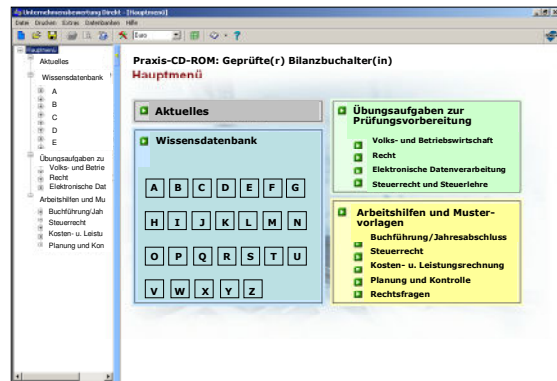 Unternehmensbewertung Direkt - [Hauptmenü]
Datei Drucken Extras Datenbanken Hilfe
Euro
Hauptmenü
Aktuelles
Wissensdatenbank
A
B
C
D
E
Übungsaufgaben zu
Volks- und Betrie
Recht
Elektronische Dat
Arbeitshilfen und Mu
Buchführung/Jah
Steuerrecht
Kosten- u. Leistu
Planung und Kon
Praxis-CD-ROM: Geprüfte(r) Bilanzbuchalter(in)
Hauptmenü
Aktuelles
Wissensdatenbank
A B C D E F G
H I J K L M N
O P Q R S T U
V W X Y Z
Übungsaufgaben zur
Prüfungsvorbereitung
Volks- und Betriebswirtschaft
Recht
Elektronische Datenverarbeitung
Steuerrecht und Steuerlehre
Arbeitshilfen und Muster-
vorlagen
Buchführung/Jahresabschluss
Steuerrecht
Kosten- u. Leistungsrechnung
Planung und Kontrolle
Rechtsfragen